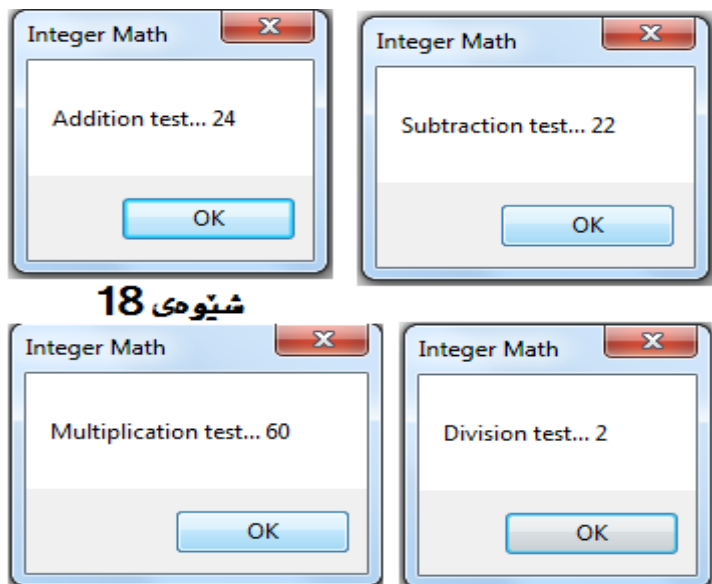 Integer Math
Addition test... 24
OK
Integer Math
Subtraction test... 22
OK
شێوەی 18
Integer Math
Multiplication test... 60
OK
Integer Math
Division test... 2
OK